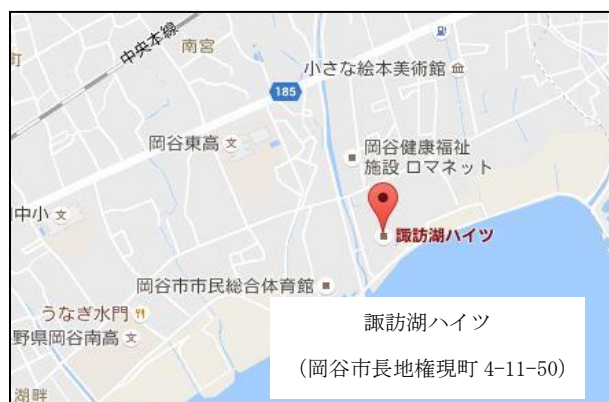 中央本線
南宮
町
小さな絵本美術館
185
岡谷東高
岡谷健康福祉
施設 ロマネット
中小
諏訪湖ハイツ
岡谷市市民総合体育館
うなぎ水門
野県岡谷南高
湖畔
諏訪湖ハイツ
（岡谷市長地権現町 4-11-50）